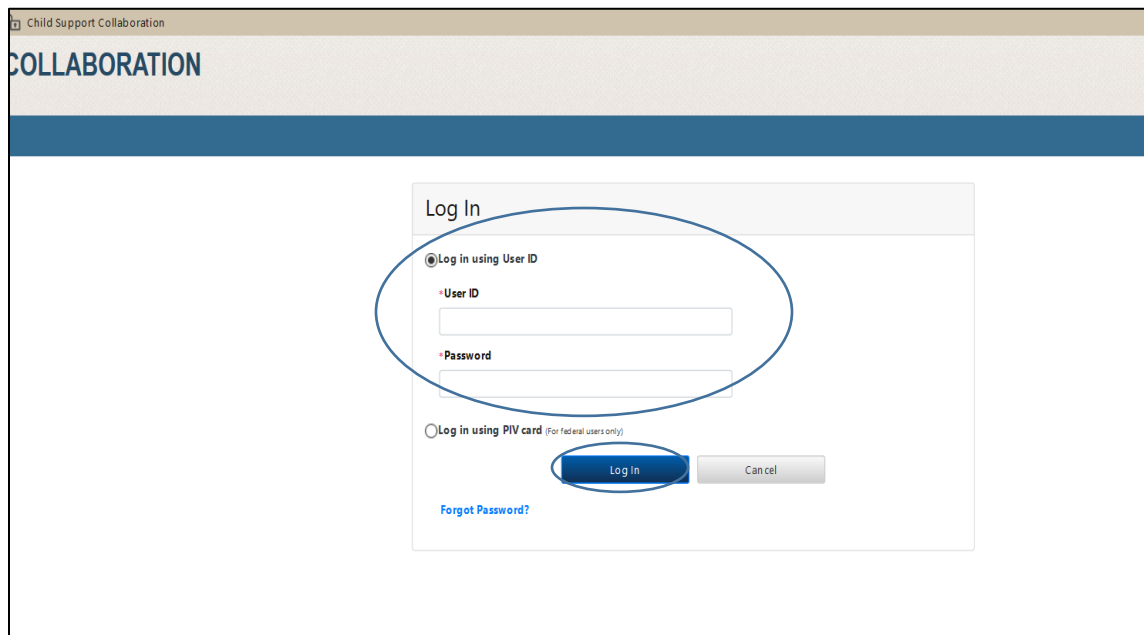 Child Support Collaboration
COLLABORATION
Log In
Log in using User ID
*User ID
*Password
Log in using PIV card (For federal users only)
Log In
Cancel
Forgot Password?